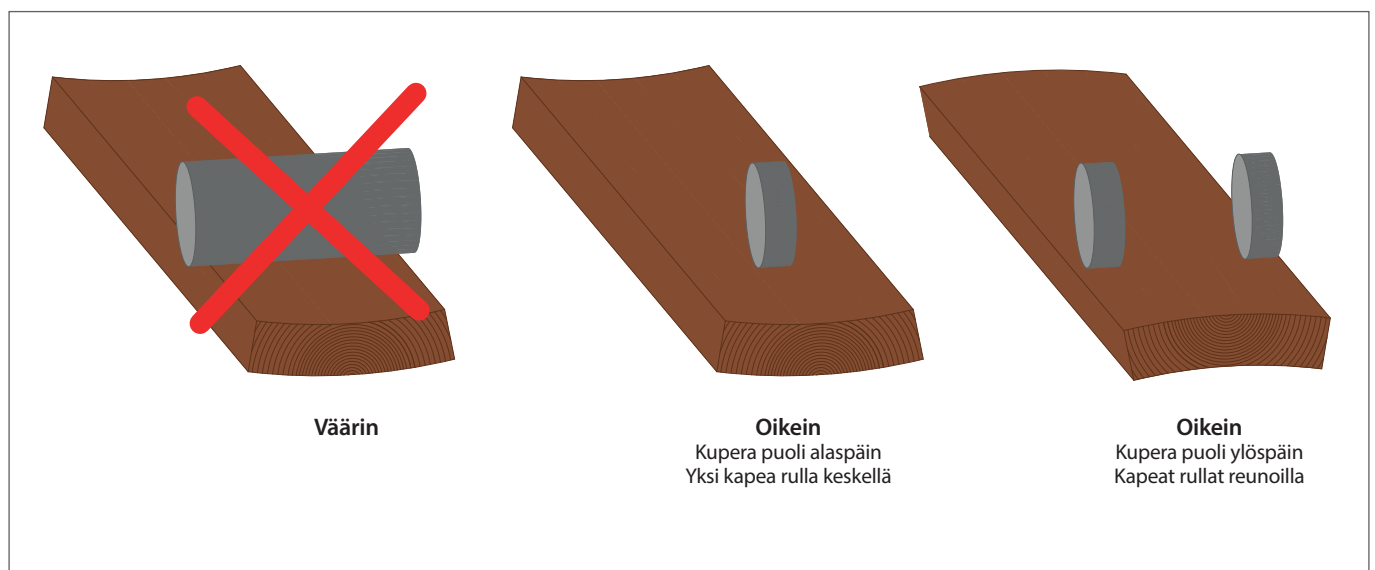 Väärin
Oikein
Kupera puoli alaspäin
Yksi kapea rulla keskellä
Oikein
Kupera puoli ylöspäin
Kapeat rullat reunoilla